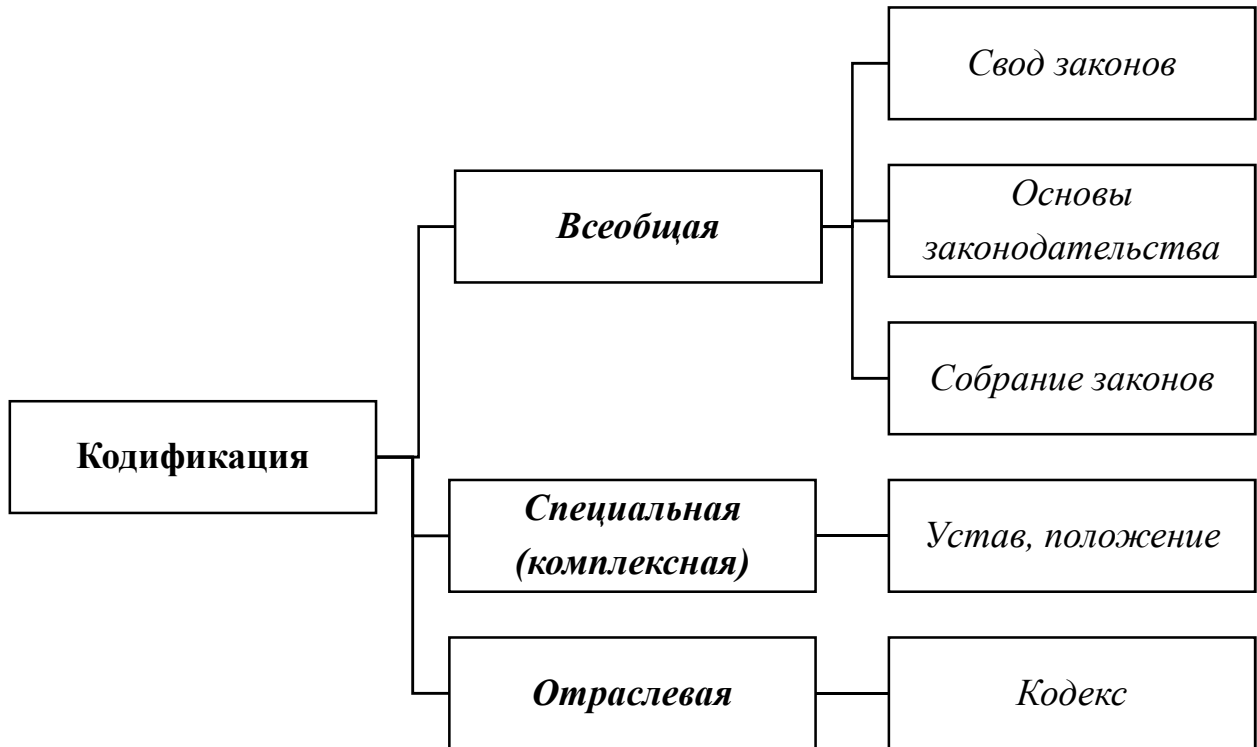 Кодификация
Всеобщая
Свод законов
Основы
законодательства
Собрание законов
Специальная
(комплексная)
Устав, положение
Отраслевая
Кодекс